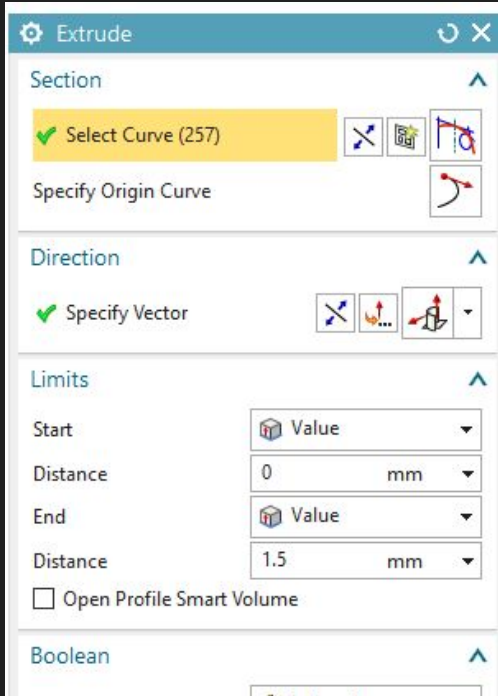 Extrude
Section
Select Curve (257)
Specify Origin Curve
Direction
Specify Vector
Limits
Start Value
Distance 0 mm
End Value
Distance 1.5 mm
Open Profile Smart Volume
Boolean